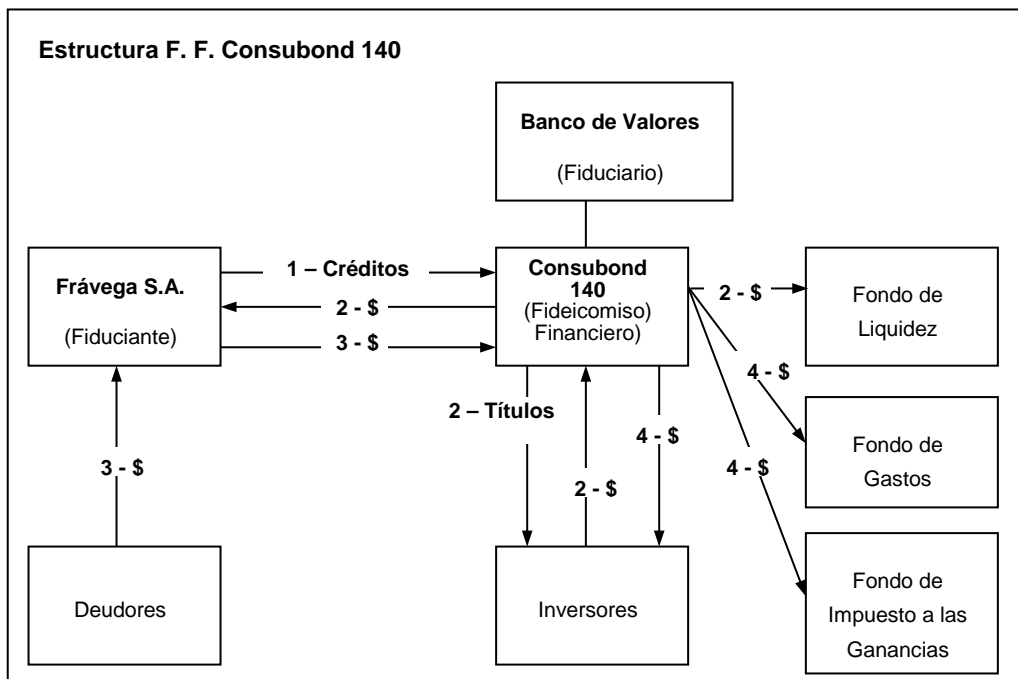 Estructura F. F. Consubond 140
Banco de Valores
(Fiduciario)
Frávega S.A.
(Fiduciante)
1 – Créditos
2 - $
3 - $
Consubond
140
(Fideicomiso)
Financiero)
2 - $
Fondo de
Liquidez
4 - $
Fondo de
Gastos
4 - $
Fondo de
Impuesto a las
Ganancias
2 – Títulos
4 - $
2 - $
3 - $
Deudores
Inversores